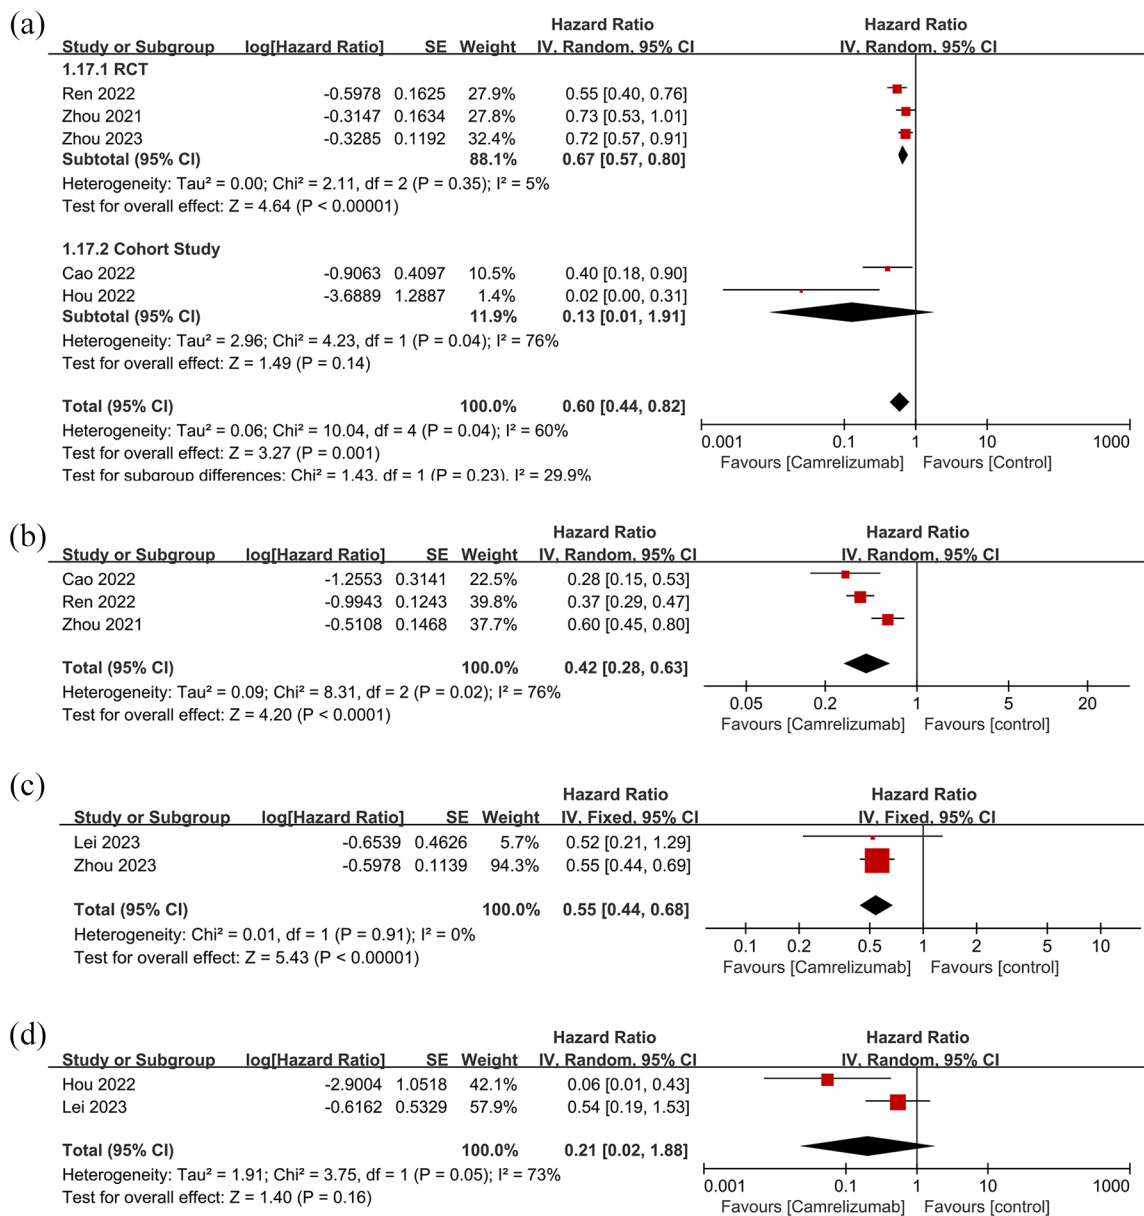 (a)
Hazard Ratio Hazard Ratio
Study or Subgroup log[Hazard Ratio] SE Weight IV, Random, 95% CI IV, Random, 95% CI
1.17.1 RCT
Ren 2022 -0.5978 0.1625 27.9% 0.55 [0.40, 0.76]
Zhou 2021 -0.3147 0.1634 27.8% 0.73 [0.53, 1.01]
Zhou 2023 -0.3285 0.1192 32.4% 0.72 [0.57, 0.91]
Subtotal (95% CI) 88.1% 0.67 [0.57, 0.80]
Heterogeneity: Tau² = 0.00; Chi² = 2.11, df = 2 (P = 0.35); I² = 5%
Test for overall effect: Z = 4.64 (P < 0.00001)
1.17.2 Cohort Study
Cao 2022 -0.9063 0.4097 10.5% 0.40 [0.18, 0.90]
Hou 2022 -3.6889 1.2887 1.4% 0.02 [0.00, 0.31]
Subtotal (95% CI) 11.9% 0.13 [0.01, 1.91]
Heterogeneity: Tau² = 2.96; Chi² = 4.23, df = 1 (P = 0.04); I² = 76%
Test for overall effect: Z = 1.49 (P = 0.14)
Total (95% CI) 100.0% 0.60 [0.44, 0.82]
Heterogeneity: Tau² = 0.06; Chi² = 10.04, df = 4 (P = 0.04); I² = 60%
Test for overall effect: Z = 3.27 (P = 0.001)
Test for subgroup differences: Chi² = 1.43, df = 1 (P = 0.23), I² = 29.9%
0.001 0.1 1 10 1000
Favours [Camrelizumab] Favours [Control]
(b)
Hazard Ratio Hazard Ratio
Study or Subgroup log[Hazard Ratio] SE Weight IV, Random, 95% CI IV, Random, 95% CI
Cao 2022 -1.2553 0.3141 22.5% 0.28 [0.15, 0.53]
Ren 2022 -0.9943 0.1243 39.8% 0.37 [0.29, 0.47]
Zhou 2021 -0.5108 0.1468 37.7% 0.60 [0.45, 0.80]
Total (95% CI) 100.0% 0.42 [0.28, 0.63]
Heterogeneity: Tau² = 0.09; Chi² = 8.31, df = 2 (P = 0.02); I² = 76%
Test for overall effect: Z = 4.20 (P < 0.0001)
0.05 0.2 1 5 20
Favours [Camrelizumab] Favours [control]
(c)
Hazard Ratio Hazard Ratio
Study or Subgroup log[Hazard Ratio] SE Weight IV, Fixed, 95% CI IV, Fixed, 95% CI
Lei 2023 -0.6539 0.4626 5.7% 0.52 [0.21, 1.29]
Zhou 2023 -0.5978 0.1139 94.3% 0.55 [0.44, 0.69]
Total (95% CI) 100.0% 0.55 [0.44, 0.68]
Heterogeneity: Chi² = 0.01, df = 1 (P = 0.91); I² = 0%
Test for overall effect: Z = 5.43 (P < 0.00001)
0.1 0.2 0.5 1 2 5 10
Favours [Camrelizumab] Favours [control]
(d)
Hazard Ratio Hazard Ratio
Study or Subgroup log[Hazard Ratio] SE Weight IV, Random, 95% CI IV, Random, 95% CI
Hou 2022 -2.9004 1.0518 42.1% 0.06 [0.01, 0.43]
Lei 2023 -0.6162 0.5329 57.9% 0.54 [0.19, 1.53]
Total (95% CI) 100.0% 0.21 [0.02, 1.88]
Heterogeneity: Tau² = 1.91; Chi² = 3.75, df = 1 (P = 0.05); I² = 73%
Test for overall effect: Z = 1.40 (P = 0.16)
0.001 0.1 1 10 1000
Favours [Camrelizumab] Favours [control]